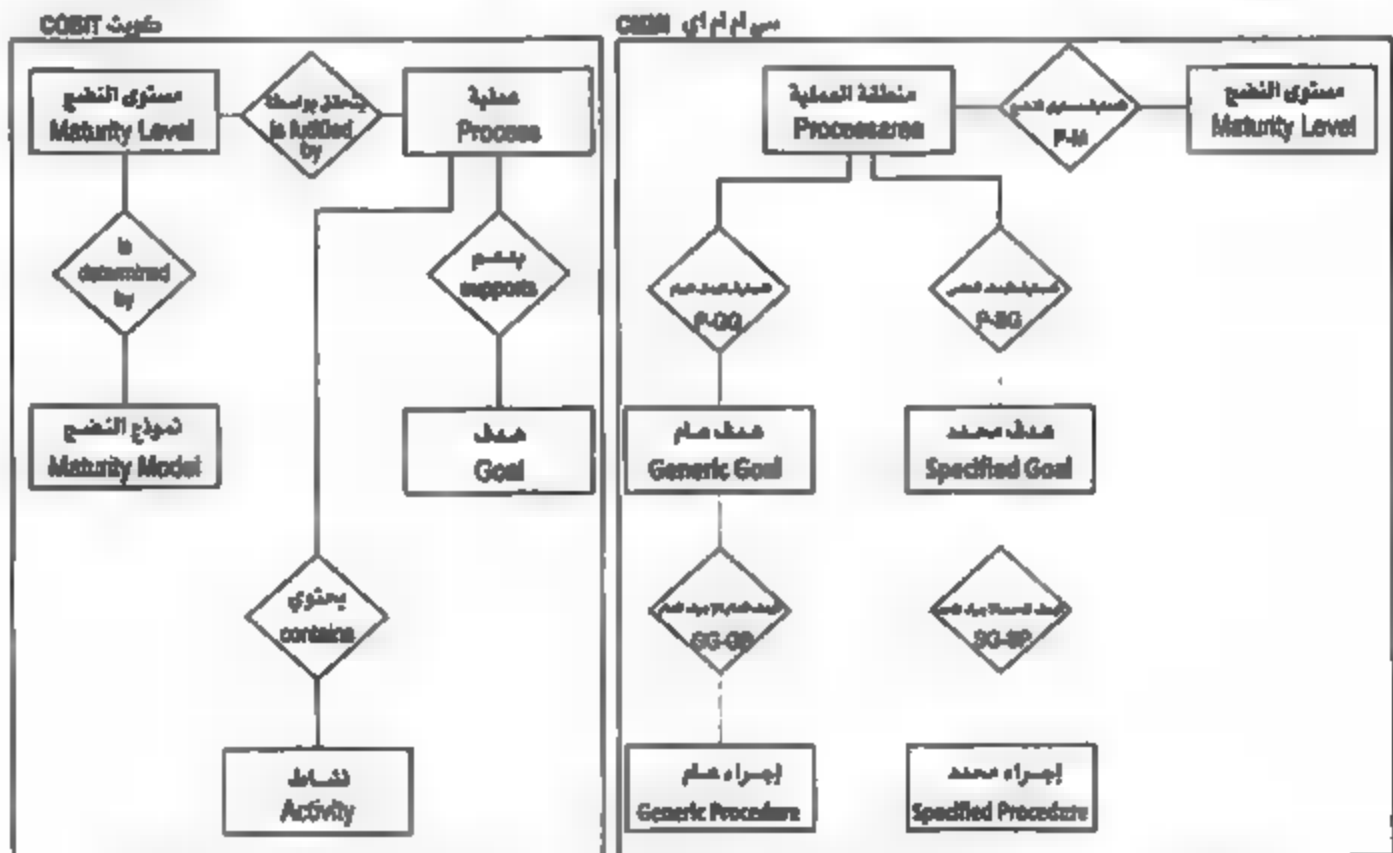 COBIT كوبيت
مستوى النضج
Maturity Level
يتحقق بواسطة
is fulfilled
by
عملية
Process
is
determined
by
يدعم
supports
نموذج النضج
Maturity Model
هدف
Goal
يحتوي
contains
نشاط
Activity
CMMI سي ام ام اي
منطقة العملية
Processarea
P-M
مستوى النضج
Maturity Level
P-GG
P-SG
هدف عام
Generic Goal
هدف محدد
Specified Goal
GG-GP
SG-SP
إجراء عام
Generic Procedure
إجراء محدد
Specified Procedure